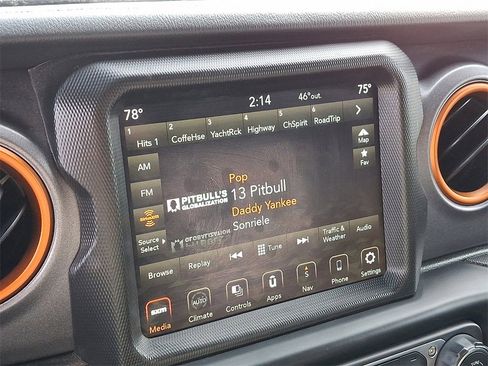 78° 2:14 46°out. 75°
1 Hits 1 2 CoffeHse 3 YachtRck 4 Highway 5 ChSpirit 6 RoadTrip
Map
Fav
AM
FM
siriusxm
Source Select
PITBULL'S GLOBALIZATION
Pop
13 Pitbull
Daddy Yankee
Sonriele
Browse Replay Tune Traffic & Weather Audio
sxm Media
AUTO Climate
Controls
Apps
S Nav
Phone
Settings